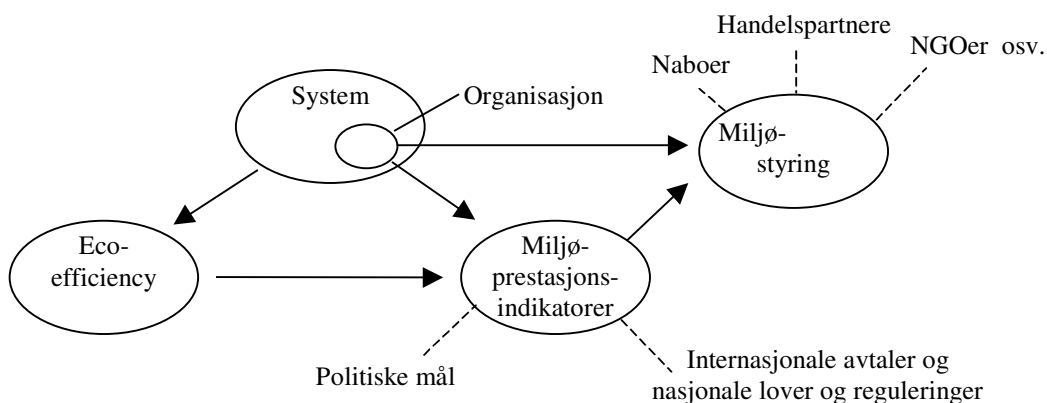 Handelspartnere
NGOer osv.
Naboer
System
Organisasjon
Miljø-
styring
Eco-
efficiency
Miljø-
prestasjons-
indikatorer
Politiske mål
Internasjonale avtaler og
nasjonale lover og reguleringer